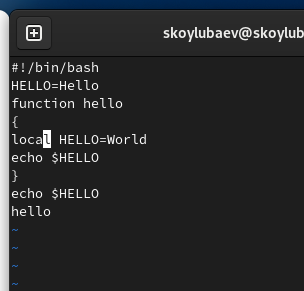 skoylubaev@skoylub
#!/bin/bash
HELLO=Hello
function hello
{
local HELLO=World
echo $HELLO
}
echo $HELLO
hello
~
~
~
~